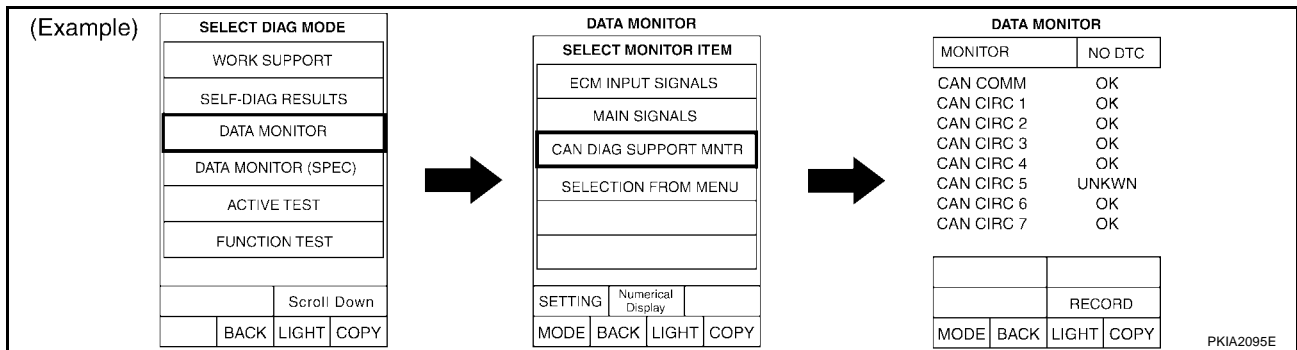 (Example)
SELECT DIAG MODE
WORK SUPPORT
SELF-DIAG RESULTS
DATA MONITOR
DATA MONITOR (SPEC)
ACTIVE TEST
FUNCTION TEST
Scroll Down
BACK LIGHT COPY
DATA MONITOR
SELECT MONITOR ITEM
ECM INPUT SIGNALS
MAIN SIGNALS
CAN DIAG SUPPORT MNTR
SELECTION FROM MENU
SETTING Numerical
Display
MODE BACK LIGHT COPY
DATA MONITOR
MONITOR NO DTC
CAN COMM OK
CAN CIRC 1 OK
CAN CIRC 2 OK
CAN CIRC 3 OK
CAN CIRC 4 OK
CAN CIRC 5 UNKWN
CAN CIRC 6 OK
CAN CIRC 7 OK
RECORD
MODE BACK LIGHT COPY
PKIA2095E